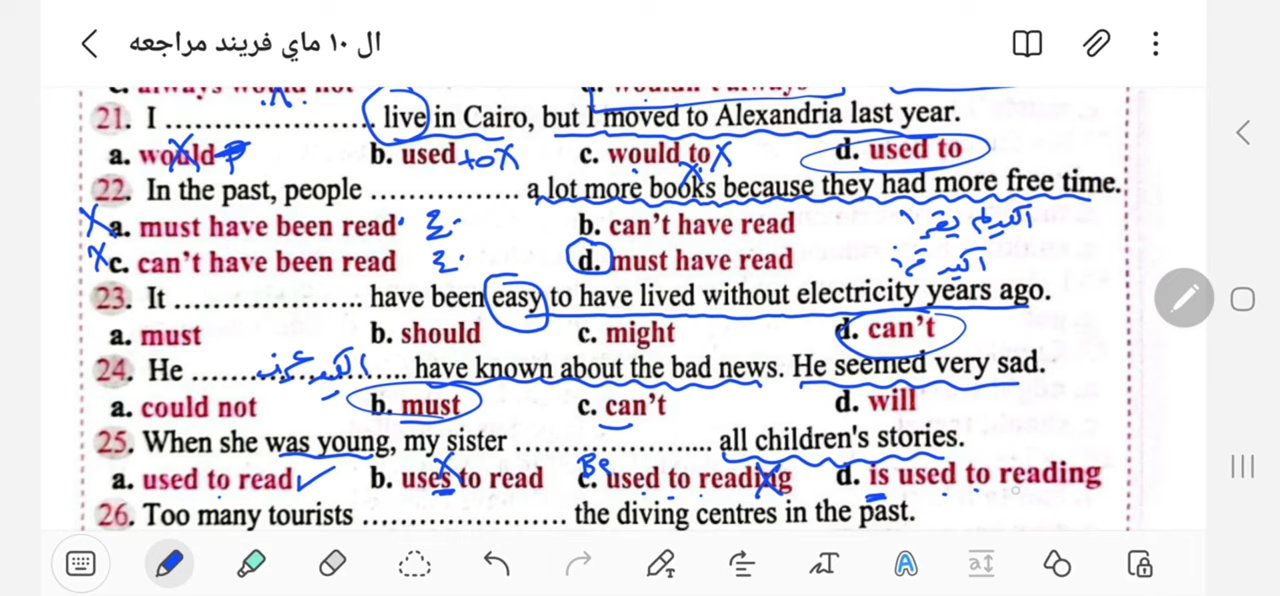 ال ١٠ ماي فريند مراجعه
21. I ...................... live in Cairo, but I moved to Alexandria last year.
a. would b. used to c. would to d. used to
22. In the past, people ............... a lot more books because they had more free time.
a. must have been read b. can't have read
c. can't have been read d. must have read
23. It ................... have been easy to have lived without electricity years ago.
a. must b. should c. might d. can't
24. He ...................... have known about the bad news. He seemed very sad.
a. could not b. must c. can't d. will
25. When she was young, my sister .................... all children's stories.
Be
a. used to read b. uses to read c. used to reading d. is used to reading
26. Too many tourists ..................... the diving centres in the past.